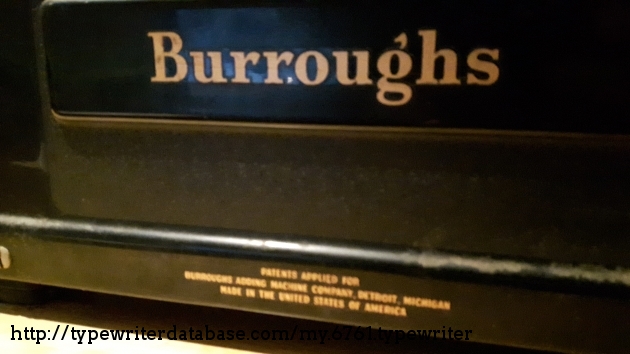 Burroughs
PATENTS APPLIED FOR
BURROUGHS ADDING MACHINE COMPANY, DETROIT, MICHIGAN
MADE IN THE UNITED STATES OF AMERICA
http://typewriterdatabase.com/my.6761.typewriter